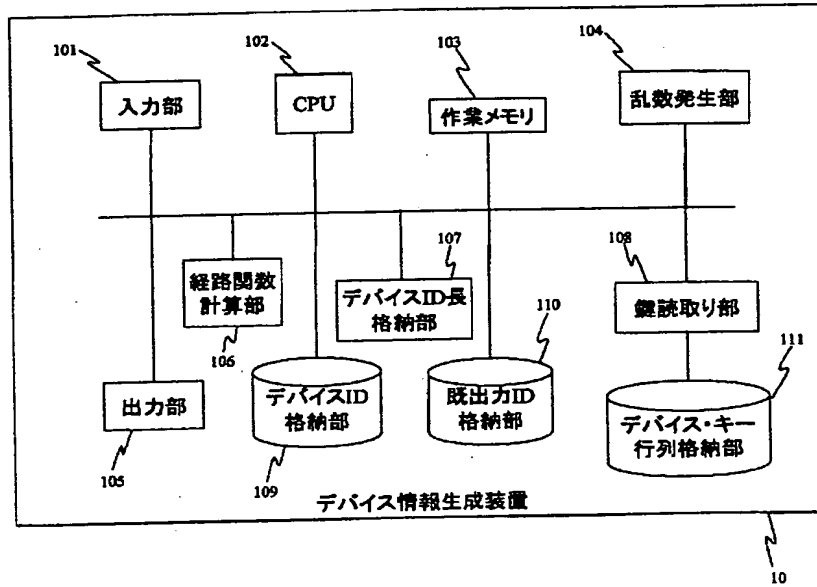 101
102
103
104
入力部
CPU
作業メモリ
乱数発生部
107
108
経路関数
計算部
デバイスID長
格納部
鍵読取り部
106
110
111
出力部
デバイスID
格納部
既出力ID
格納部
デバイス・キー
行列格納部
105
109
デバイス情報生成装置
10